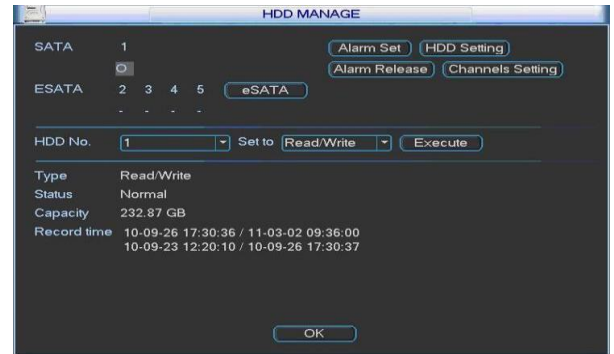 HDD MANAGE
SATA 1 Alarm Set HDD Setting
O Alarm Release Channels Setting
ESATA 2 3 4 5 eSATA
- - - -
HDD No. 1 Set to Read/Write Execute
Type Read/Write
Status Normal
Capacity 232.87 GB
Record time 10-09-26 17:30:36 / 11-03-02 09:36:00
10-09-23 12:20:10 / 10-09-26 17:30:37
OK